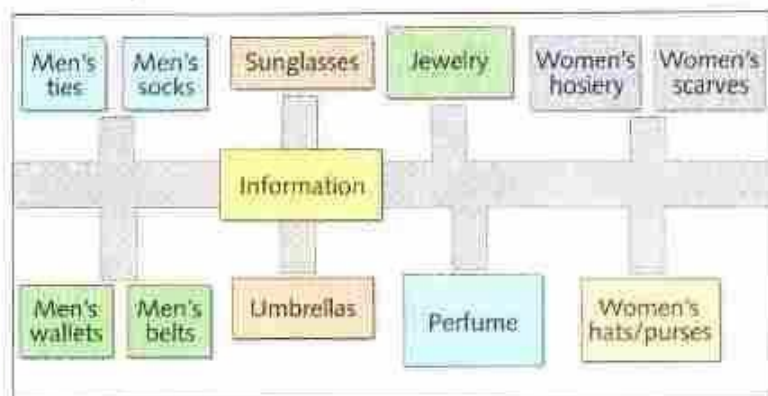 Men's
ties
Men's
socks
Sunglasses
Jewelry
Women's
hosiery
Women's
scarves
Information
Men's
wallets
Men's
belts
Umbrellas
Perfume
Women's
hats/purses